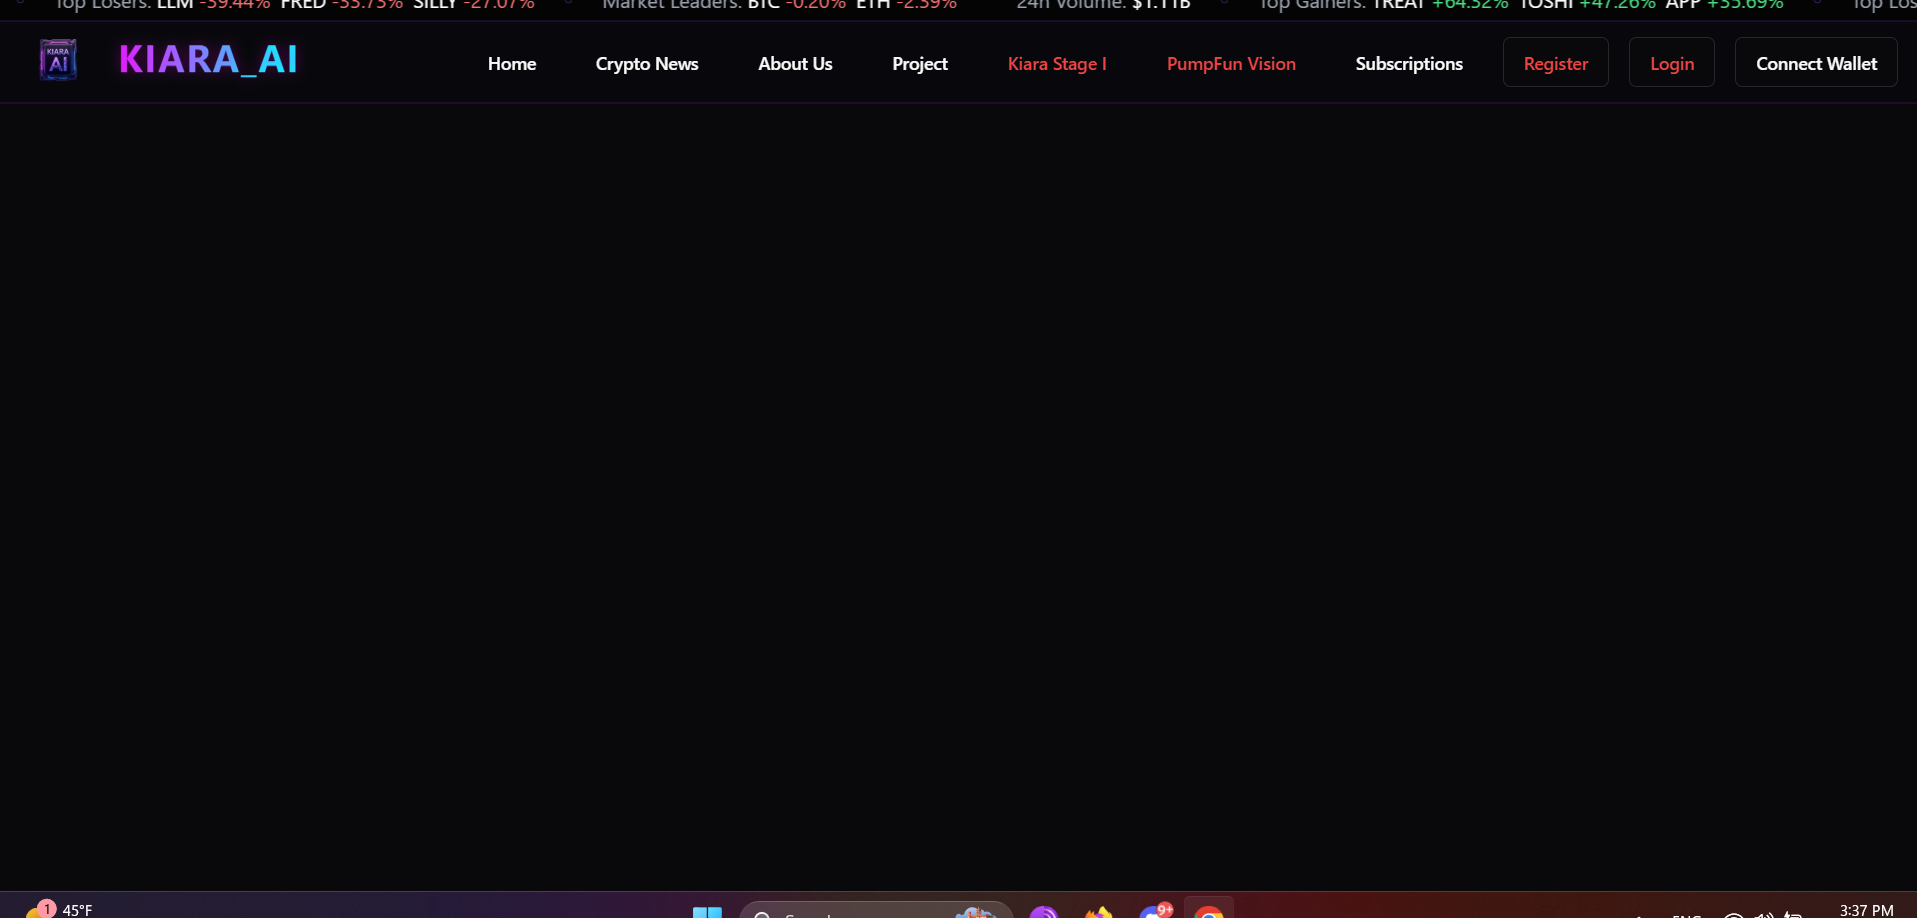 Top Losers: LLM -39.44% FRED -33.73% SILLY -27.07% Market Leaders: BTC -0.20% ETH -2.39% 24h Volume: $1.11B Top Gainers: TREAT +64.32% TOSHI +47.26% APP +35.69% Top Los
KIARA AI KIARA_AI Home Crypto News About Us Project Kiara Stage I PumpFun Vision Subscriptions Register Login Connect Wallet
1 45°F Search 9+ ENG 3:37 PM